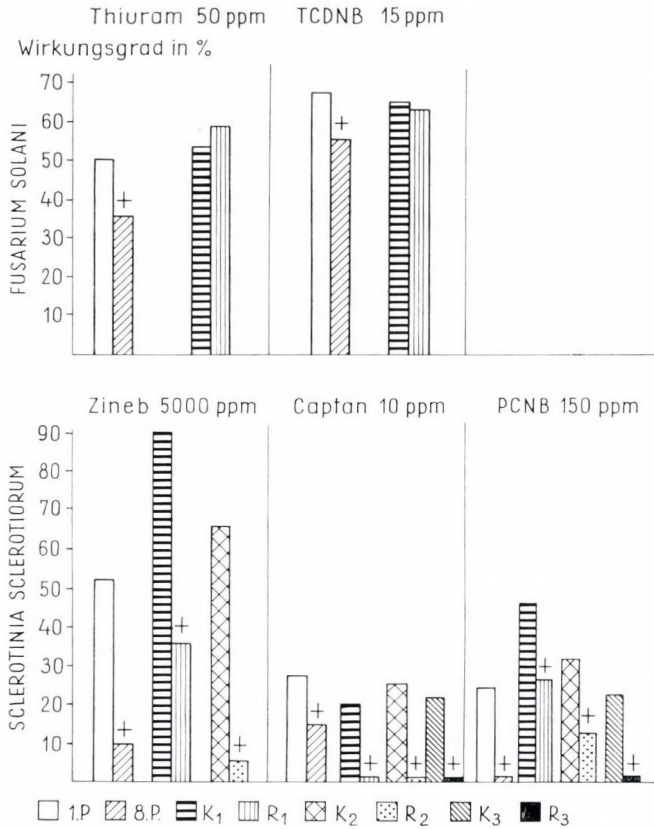 Thiuram 50 ppm TCDNB 15 ppm
Wirkungsgrad in %
FUSARIUM SOLANI
70
60
50
40
30
20
10
+
+
Zineb 5000 ppm Captan 10 ppm PCNB 150 ppm
SCLEROTINIA SCLEROTIORUM
90
80
70
60
50
40
30
20
10
+ + + + + + + + + + +
1.P 8.P. K1 R1 K2 R2 K3 R3